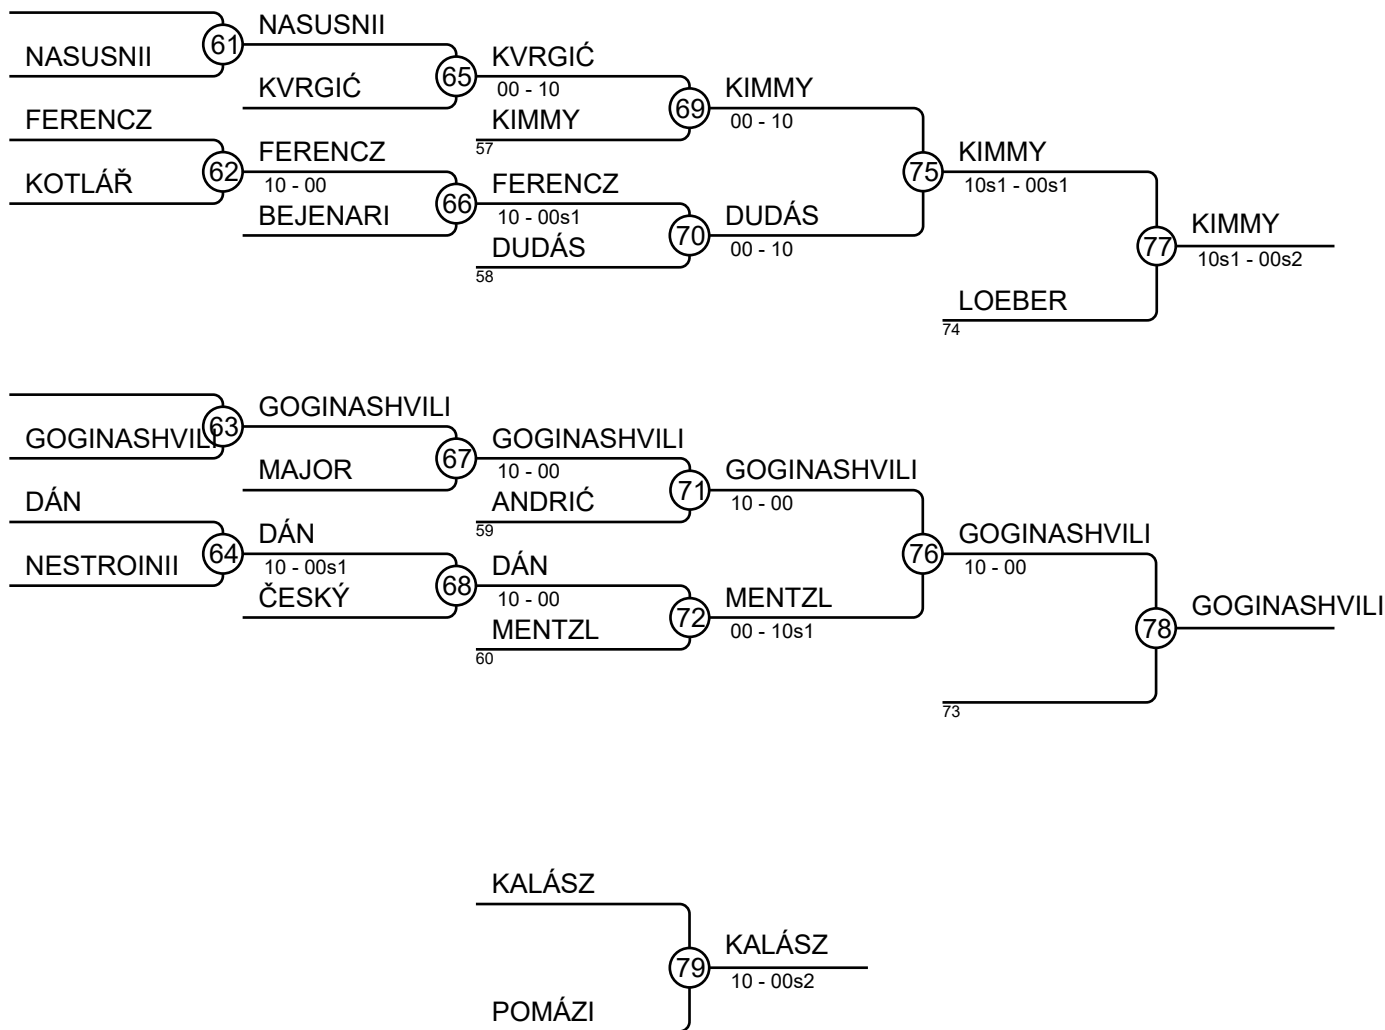 NASUSNII
61
NASUSNII
KVRGIĆ
65
KVRGIĆ
00 - 10
KIMMY
57
69
KIMMY
00 - 10
FERENCZ
KOTLÁŘ
62
FERENCZ
10 - 00
BEJENARI
66
FERENCZ
10 - 00s1
DUDÁS
58
70
DUDÁS
00 - 10
75
KIMMY
10s1 - 00s1
LOEBER
74
77
KIMMY
10s1 - 00s2
GOGINASHVILI
63
GOGINASHVILI
MAJOR
67
GOGINASHVILI
10 - 00
ANDRIĆ
59
71
GOGINASHVILI
10 - 00
DÁN
NESTROINII
64
DÁN
10 - 00s1
ČESKÝ
68
DÁN
10 - 00
MENTZL
60
72
MENTZL
00 - 10s1
76
GOGINASHVILI
10 - 00
73
78
GOGINASHVILI
KALÁSZ
POMÁZI
79
KALÁSZ
10 - 00s2